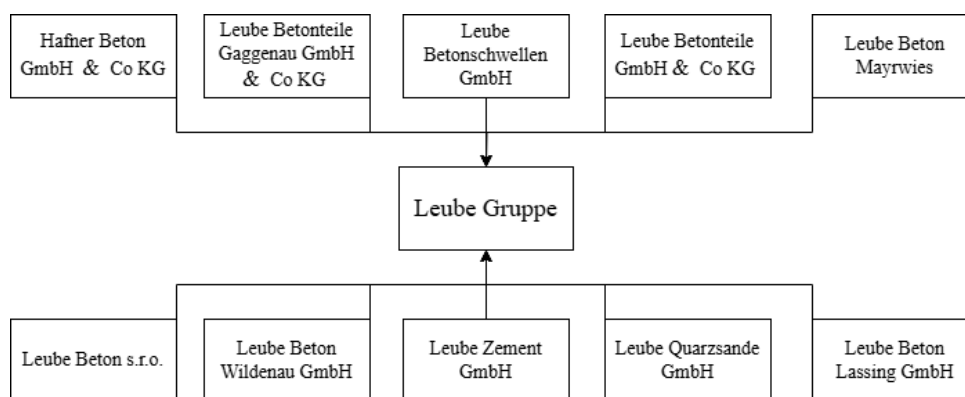 Hafner Beton
GmbH & Co KG
Leube Betonteile
Gaggenau GmbH
& Co KG
Leube
Betonschwellen
GmbH
Leube Betonteile
GmbH & Co KG
Leube Beton
Mayrwies
Leube Gruppe
Leube Beton s.r.o.
Leube Beton
Wildenau GmbH
Leube Zement
GmbH
Leube Quarzsande
GmbH
Leube Beton
Lassing GmbH